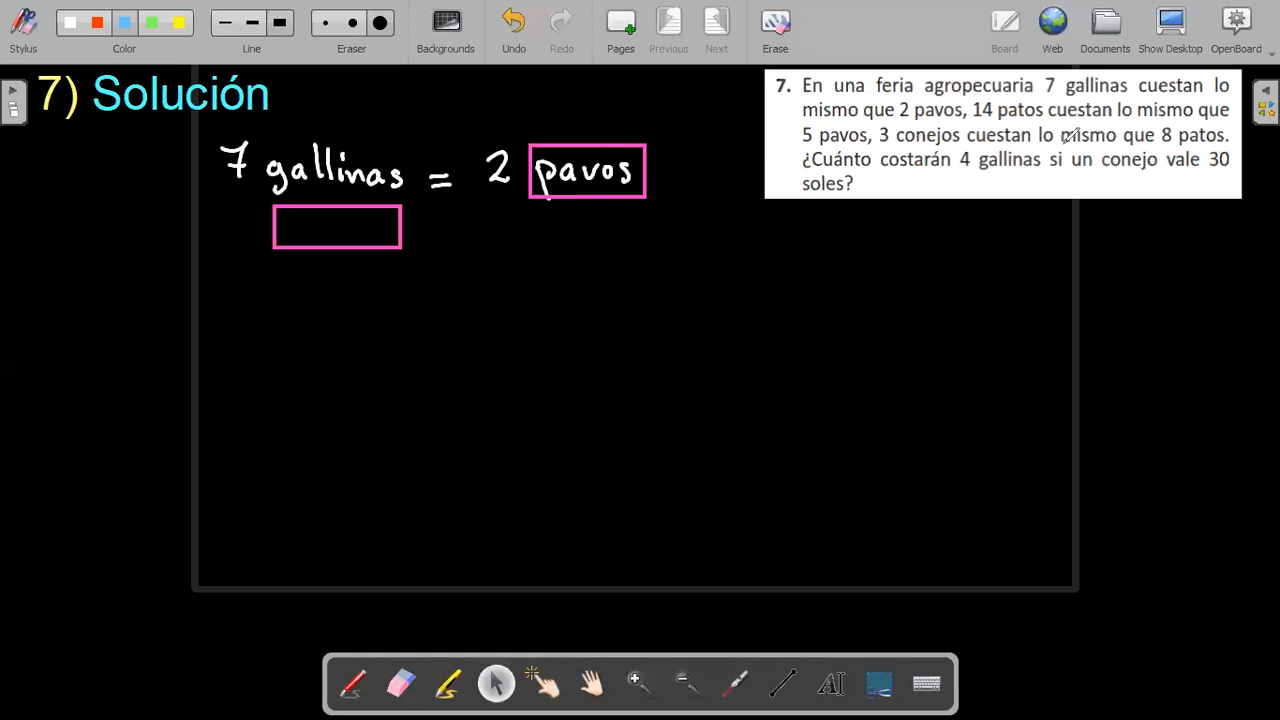 Stylus
Color
Line
Eraser
Backgrounds
Undo
Redo
Pages
Previous
Next
Erase
Board
Web
Documents
Show Desktop
OpenBoard
7) Solución
7 gallinas = 2 pavos
7. En una feria agropecuaria 7 gallinas cuestan lo
mismo que 2 pavos, 14 patos cuestan lo mismo que
5 pavos, 3 conejos cuestan lo mismo que 8 patos.
¿Cuánto costarán 4 gallinas si un conejo vale 30
soles?
AI